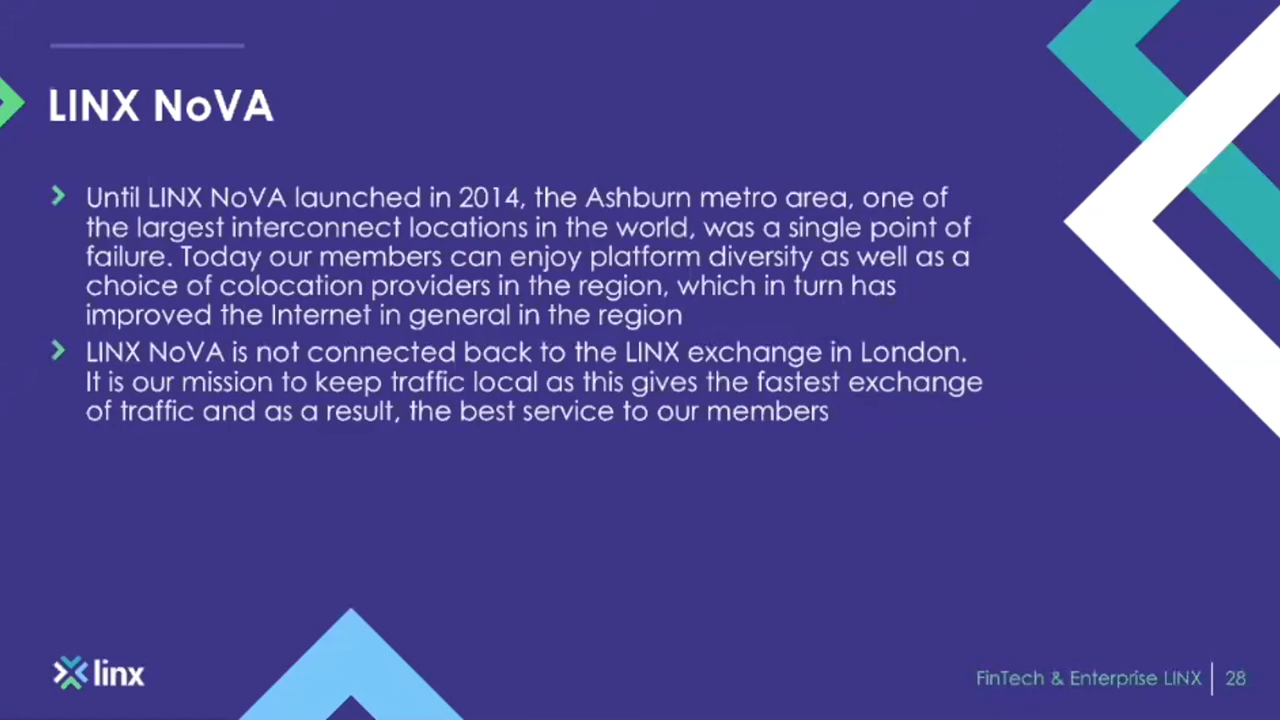 LINX NoVA
Until LINX NoVA launched in 2014, the Ashburn metro area, one of
the largest interconnect locations in the world, was a single point of
failure. Today our members can enjoy platform diversity as well as a
choice of colocation providers in the region, which in turn has
improved the Internet in general in the region
LINX NoVA is not connected back to the LINX exchange in London.
It is our mission to keep traffic local as this gives the fastest exchange
of traffic and as a result, the best service to our members
linx
FinTech & Enterprise LINX 28